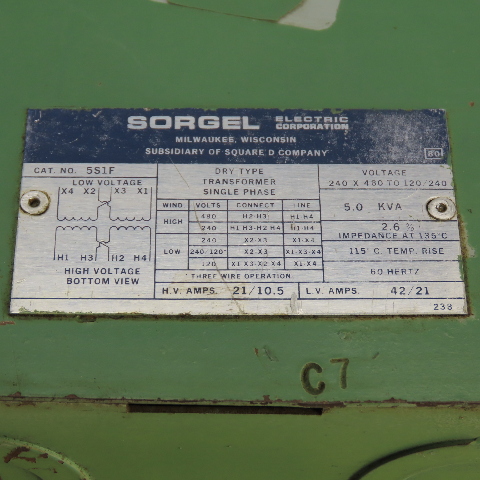 SORGEL ELECTRIC CORPORATION
MILWAUKEE, WISCONSIN
SUBSIDIARY OF SQUARE D COMPANY
CAT. NO. 5S1F
LOW VOLTAGE
X4 X2 X3 X1
H1 H3 H2 H4
HIGH VOLTAGE
BOTTOM VIEW
DRY TYPE
TRANSFORMER
SINGLE PHASE
WIND VOLTS CONNECT LINE
HIGH 480 H2-H3 H1-H4
240 H1-H3-H2-H4 H1-H4
LOW 240 X2-X3 X1-X4
240-120 X2-X3 X1-X3-X4
120 X1-X3-X2-X4 X1-X4
THREE WIRE OPERATION
H.V. AMPS. 21/10.5
L.V. AMPS. 42/21
VOLTAGE
240 X 480 TO 120/240
5.0 KVA
2.6 %
IMPEDANCE AT 135°C
115°C. TEMP. RISE
60 HERTZ
238
C7